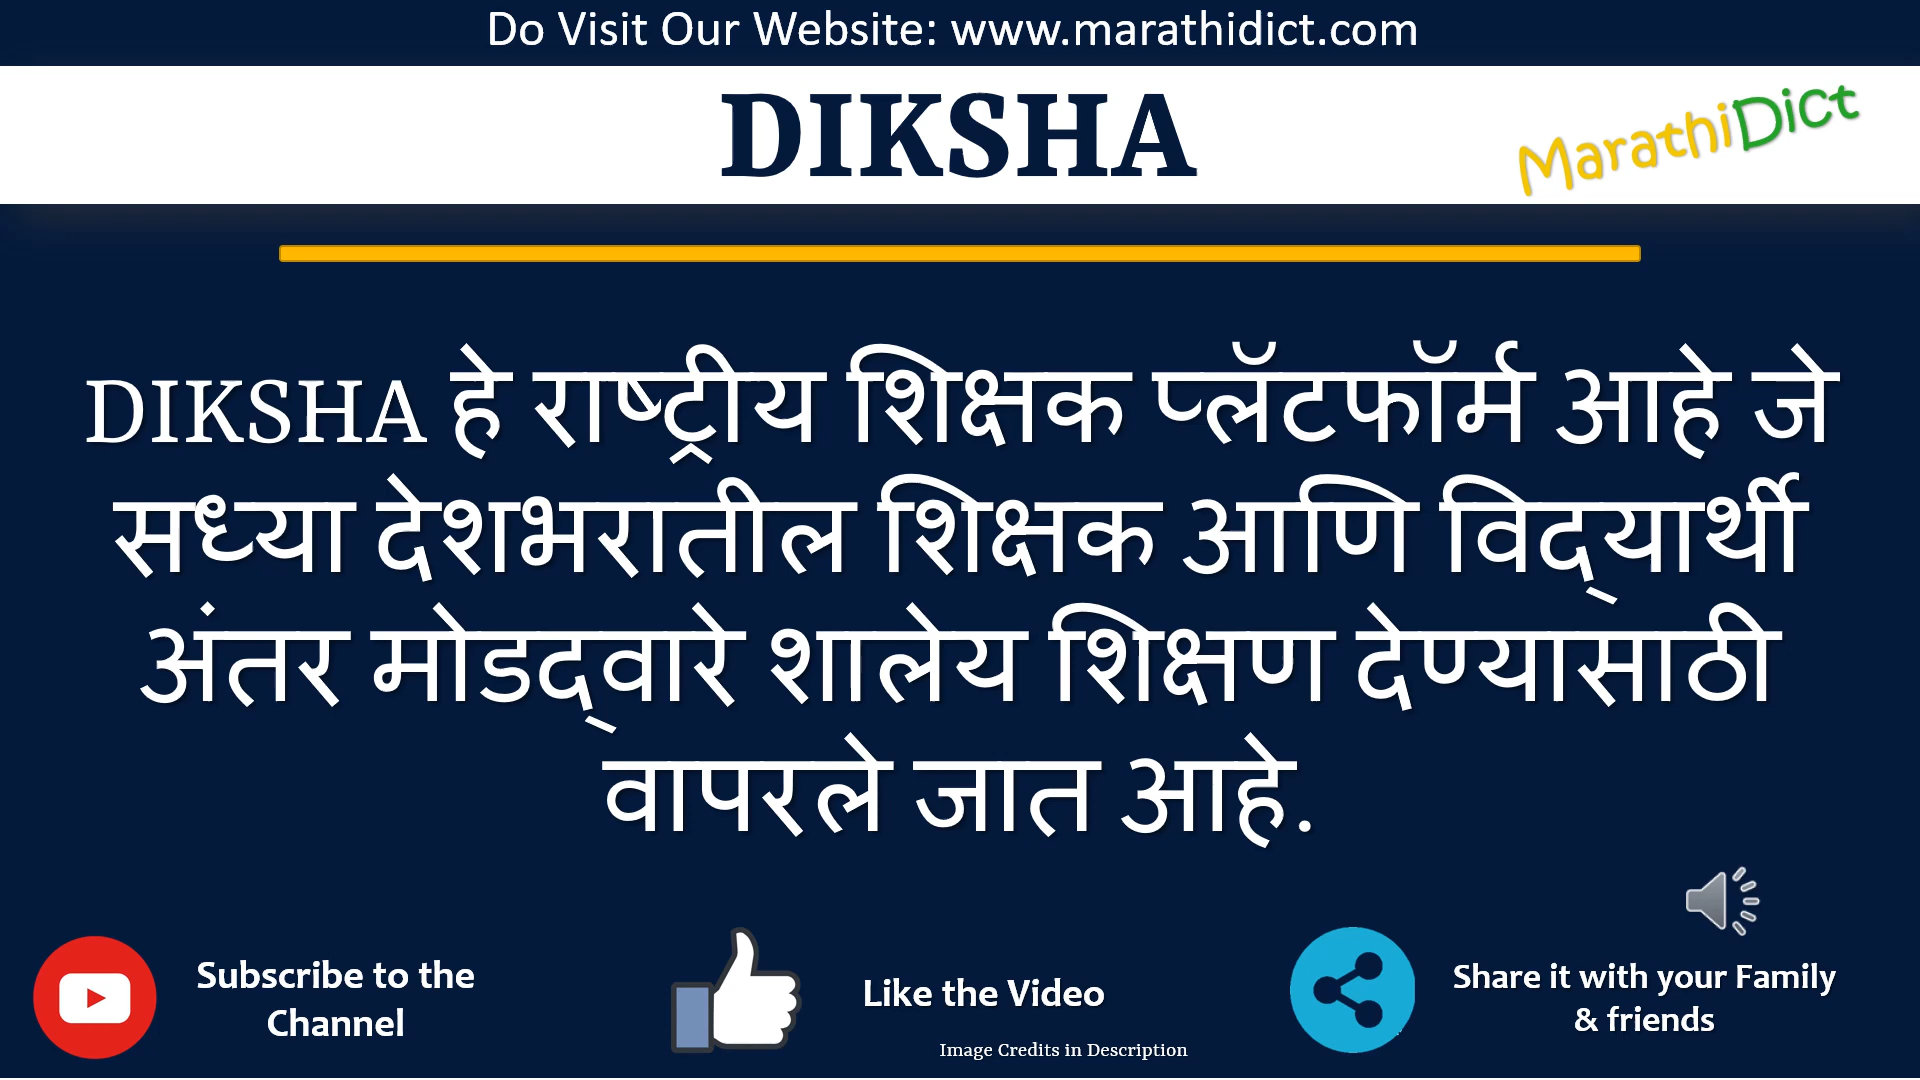 Do Visit Our Website: www.marathidict.com
DIKSHA
MarathiDict
DIKSHA हे राष्ट्रीय शिक्षक प्लॅटफॉर्म आहे जे
सध्या देशभरातील शिक्षक आणि विद्‌यार्थी
अंतर मोडद्‌वारे शालेय शिक्षण देण्यासाठी
वापरले जात आहे.
Subscribe to the
Channel
Like the Video
Share it with your Family
& friends
Image Credits in Description